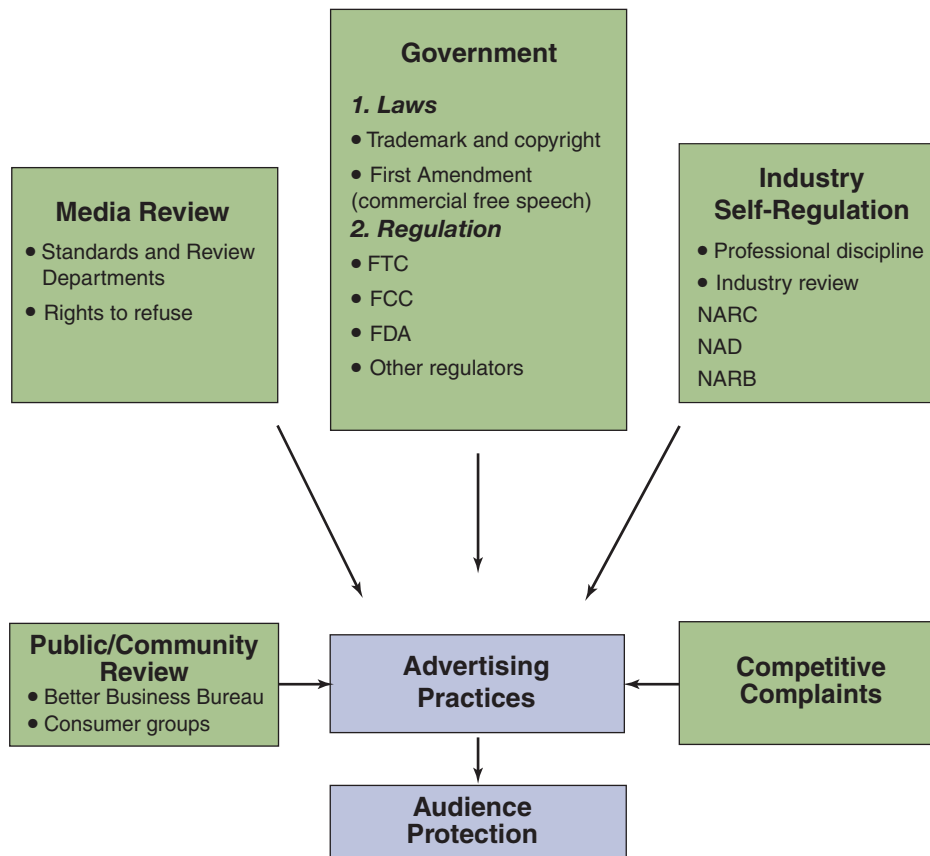 Government
1. Laws
• Trademark and copyright
• First Amendment
(commercial free speech)
2. Regulation
• FTC
• FCC
• FDA
• Other regulators
Media Review
• Standards and Review
Departments
• Rights to refuse
Industry
Self-Regulation
• Professional discipline
• Industry review
NARC
NAD
NARB
Public/Community
Review
• Better Business Bureau
• Consumer groups
Advertising
Practices
Competitive
Complaints
Audience
Protection